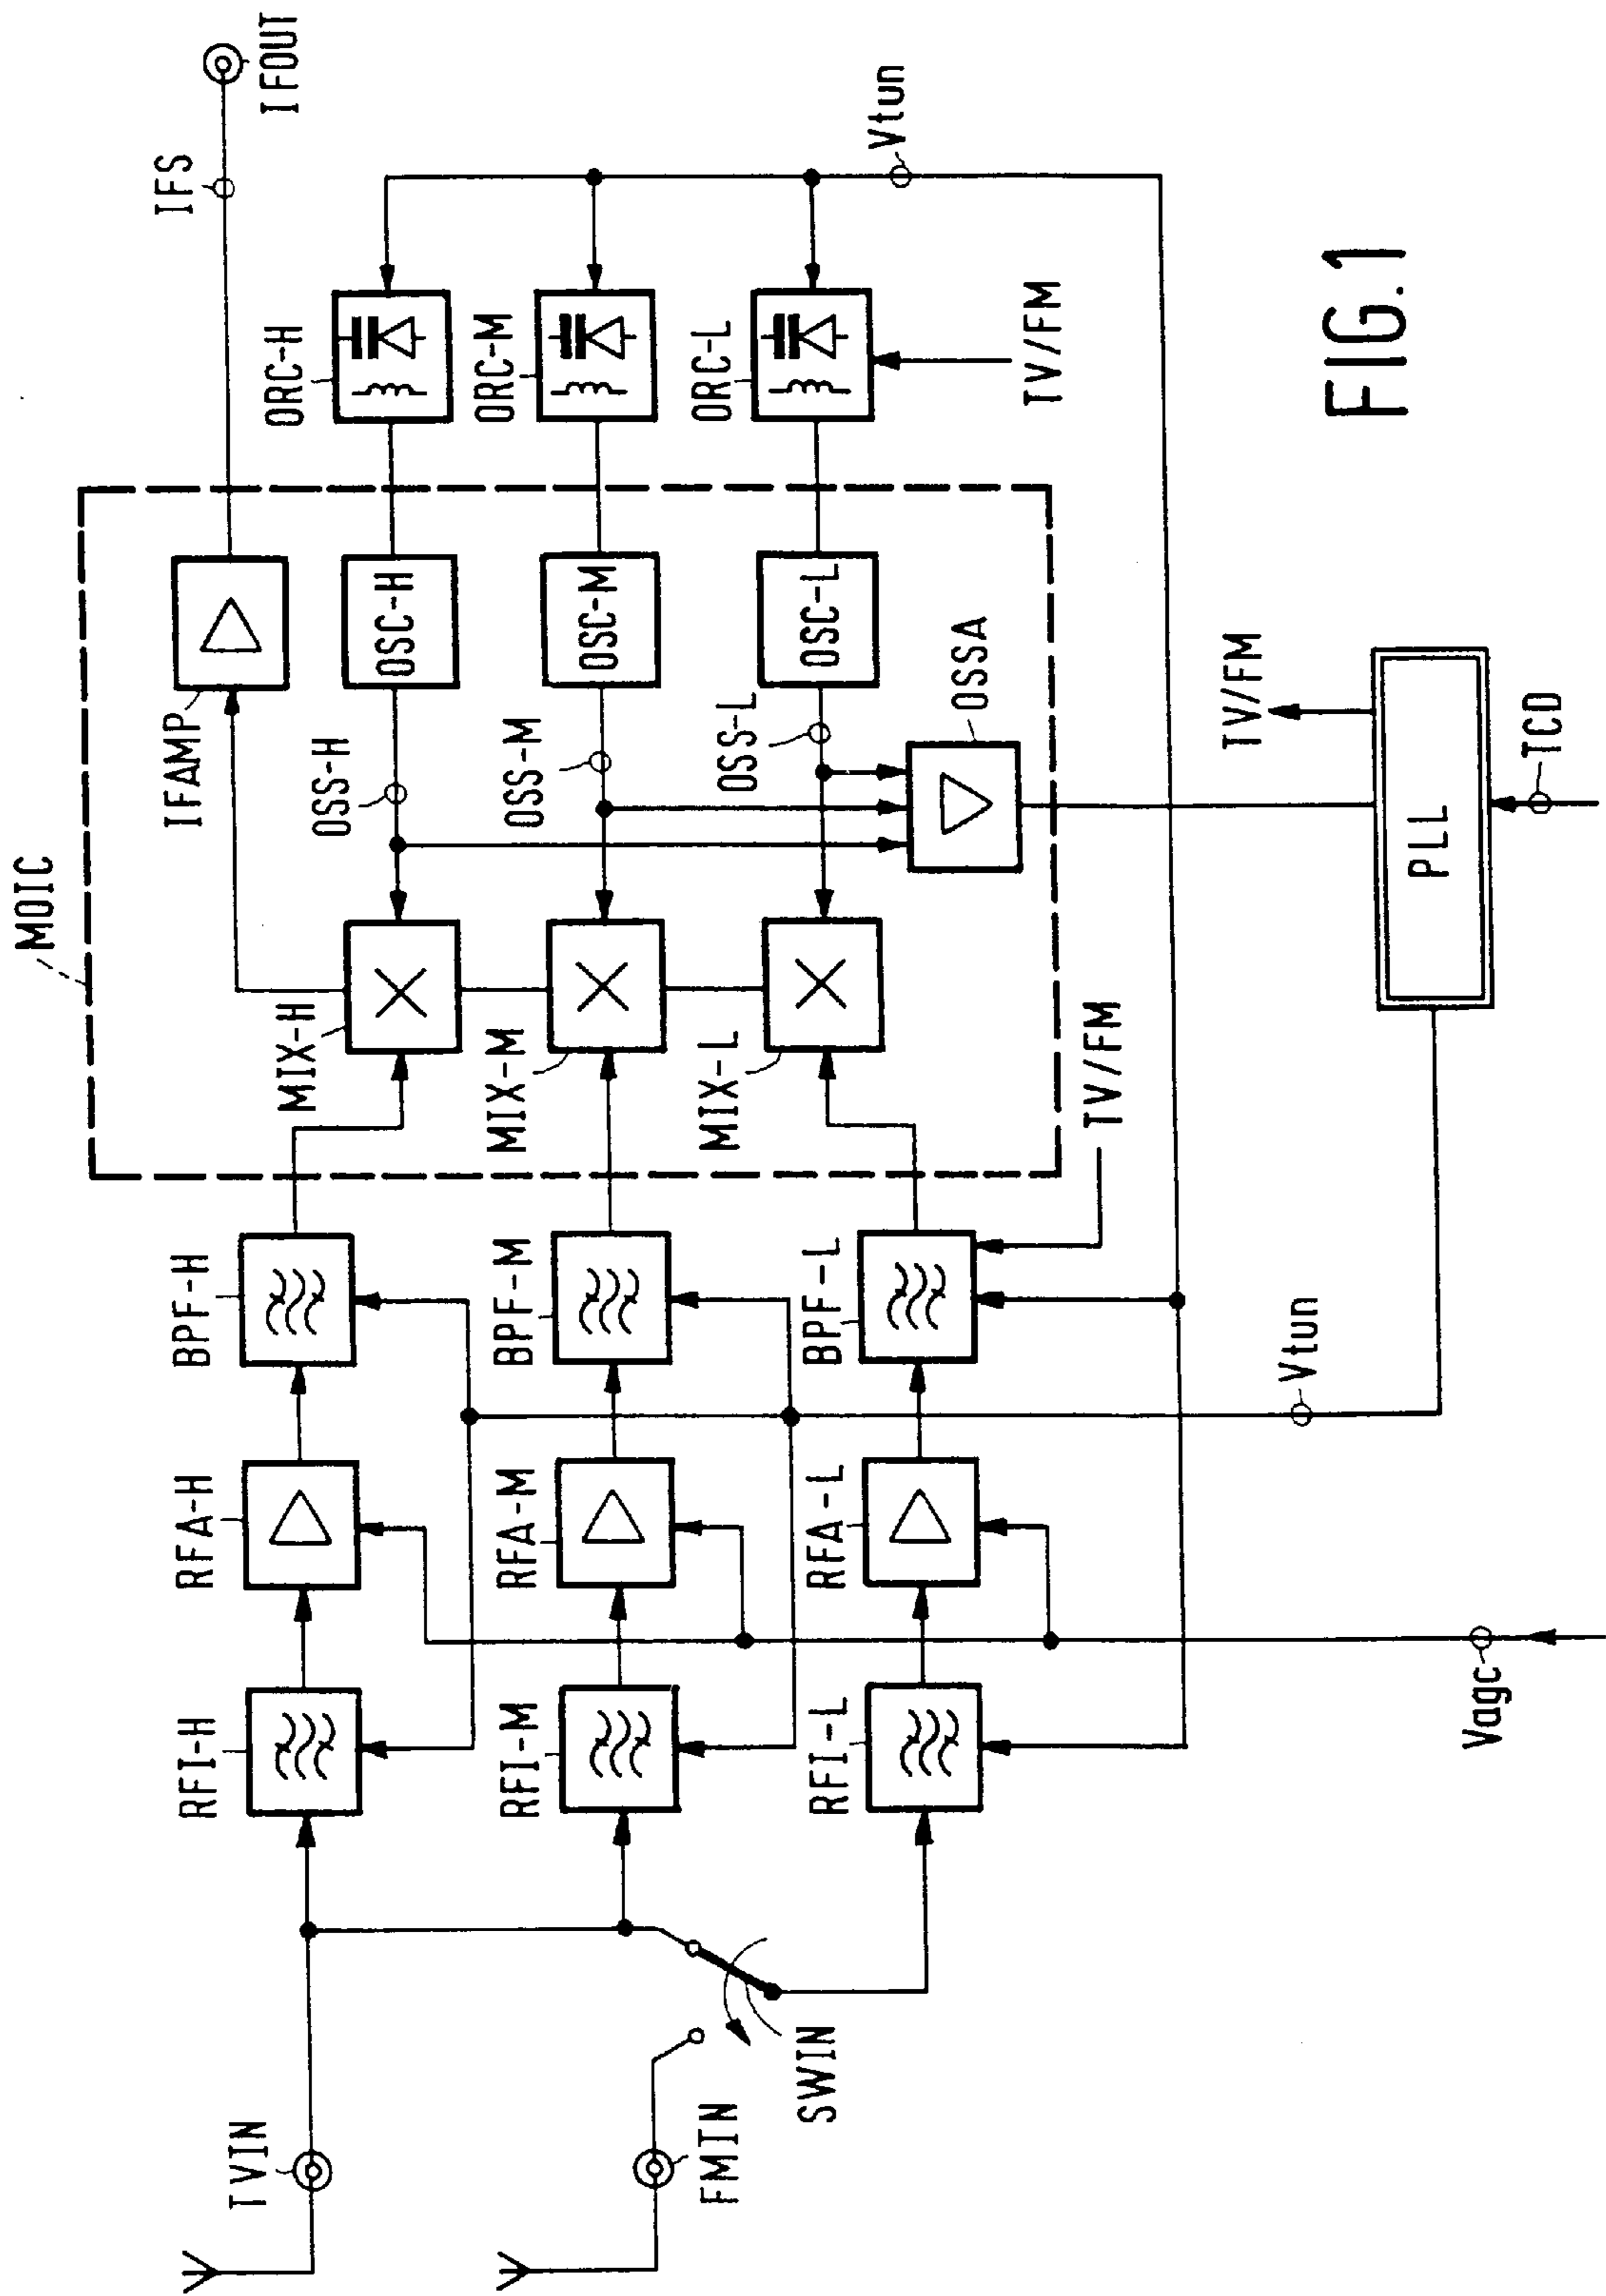 MOIC
IFS
IFOUT
IFAMP
TVIN
RFI-H
RFA-H
BPF-H
MIX-H
OSS-H
OSC-H
ORC-H
FMIN
RFI-M
RFA-M
BPF-M
MIX-M
OSS-M
OSC-M
ORC-M
SWIN
RFI-L
RFA-L
BPF-L
MIX-L
OSS-L
OSC-L
ORC-L
Vtun
OSSA
TV/FM
TV/FM
TV/FM
Vtun
Vagc
PLL
TCD
FIG.1